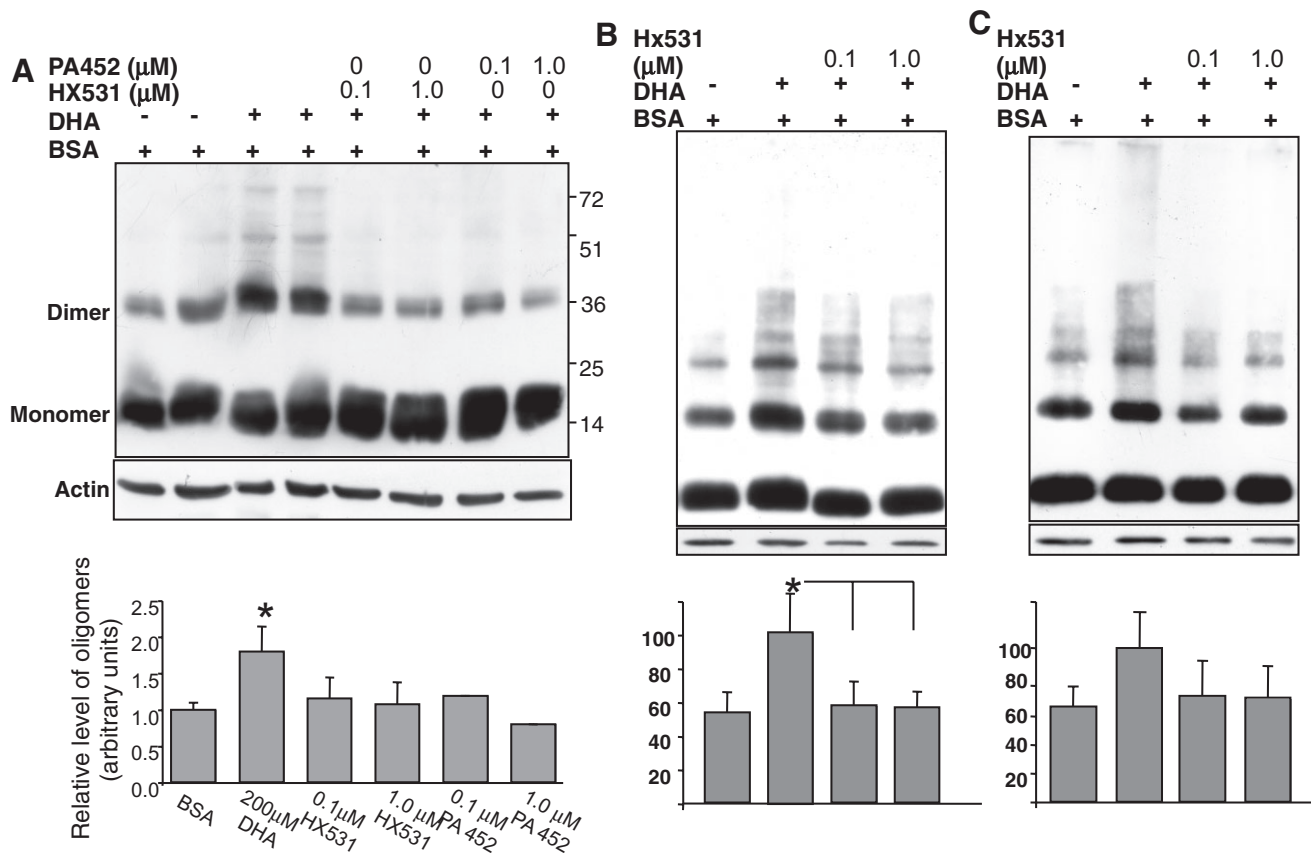 A
PA452 (μM) 0 0 0.1 1.0
HX531 (μM) 0.1 1.0 0 0
DHA - - + + + + + +
BSA + + + + + + + +
72
51
Dimer
36
25
Monomer
14
Actin
Relative level of oligomers
(arbitrary units)
2.5
2.0
1.5
1.0
0.5
0.0
*
BSA
200μM
DHA
0.1μM
HX531
1.0 μM
HX531
0.1 μM
PA 452
1.0 μM
PA 452
B
Hx531
(μM) 0.1 1.0
DHA - + + +
BSA + + + +
*
100
80
60
40
20
C
Hx531
(μM) 0.1 1.0
DHA - + + +
BSA + + + +
100
80
60
40
20